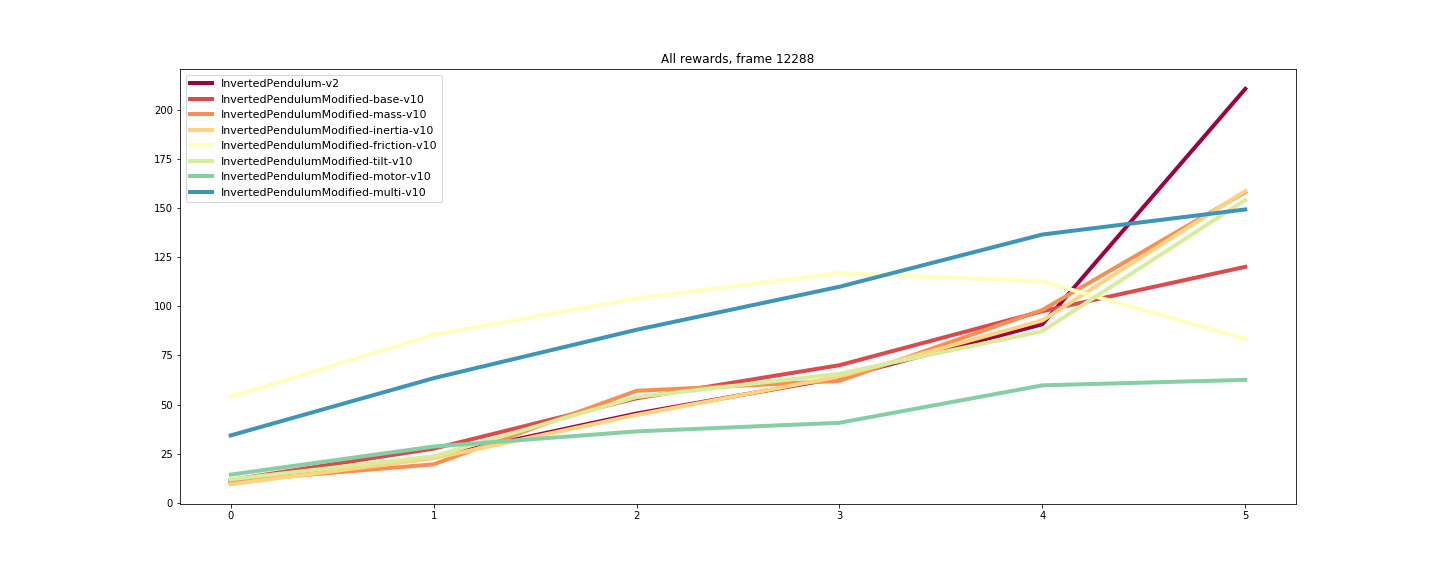 All rewards, frame 12288
InvertedPendulum-v2
InvertedPendulumModified-base-v10
InvertedPendulumModified-mass-v10
InvertedPendulumModified-inertia-v10
InvertedPendulumModified-friction-v10
InvertedPendulumModified-tilt-v10
InvertedPendulumModified-motor-v10
InvertedPendulumModified-multi-v10
200
175
150
125
100
75
50
25
0
0 1 2 3 4 5